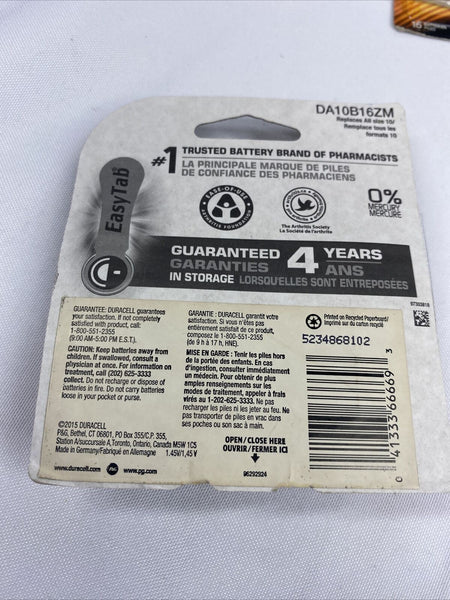 16
DA10B16ZM
Replaces All size 10/
Remplace tous les
formats 10
EasyTab
#1 TRUSTED BATTERY BRAND OF PHARMACISTS
LA PRINCIPALE MARQUE DE PILES
DE CONFIANCE DES PHARMACIENS
EASE-OF-USE
ARTHRITIS FOUNDATION
The Arthritis Society
La Société de l'arthrite
0%
MERCURY
MERCURE
GUARANTEED 4 YEARS
GARANTIES ANS
IN STORAGE LORSQU'ELLES SONT ENTREPOSÉES
GUARANTEE: DURACELL guarantees
your satisfaction. If not completely
satisfied with product, call:
1-800-551-2355
(9:00 AM-5:00 PM E.S.T.).
CAUTION: Keep batteries away from
children. If swallowed, consult a
physician at once. For information on
treatment, call (202) 625-3333
collect. Do not recharge or dispose of
batteries in fire. Do not carry batteries
loose in your pocket or purse.
GARANTIE : DURACELL garantit votre
satisfaction. Si vous n'êtes pas
entièrement satisfait de ce produit,
composez le 1-800-551-2355
(de 9 h à 17 h, HNE).
MISE EN GARDE : Tenir les piles hors
de la portée des enfants. En cas
d'ingestion, consulter immédiatement
un médecin. Pour obtenir de plus
amples renseignements sur les
modes de traitement, appeler à frais
virés au 1-202-625-3333. Ne pas
recharger les piles ni les jeter au feu. Ne
pas transporter de piles en vrac dans
ses poches ou son sac à main.
Printed on Recycled Paperboard/
Imprimé sur du carton recyclé
5234868102
0 41333 66669 3
©2015 DURACELL
P&G, Bethel, CT 06801, PO Box 355/C.P. 355,
Station A/succursale A, Toronto, Ontario, Canada M5W 1C5
Made in Germany/Fabriqué en Allemagne 1.45V/1,45 V
www.duracell.com P&G www.pg.com
OPEN/CLOSE HERE
OUVRIR/FERMER ICI
96292924